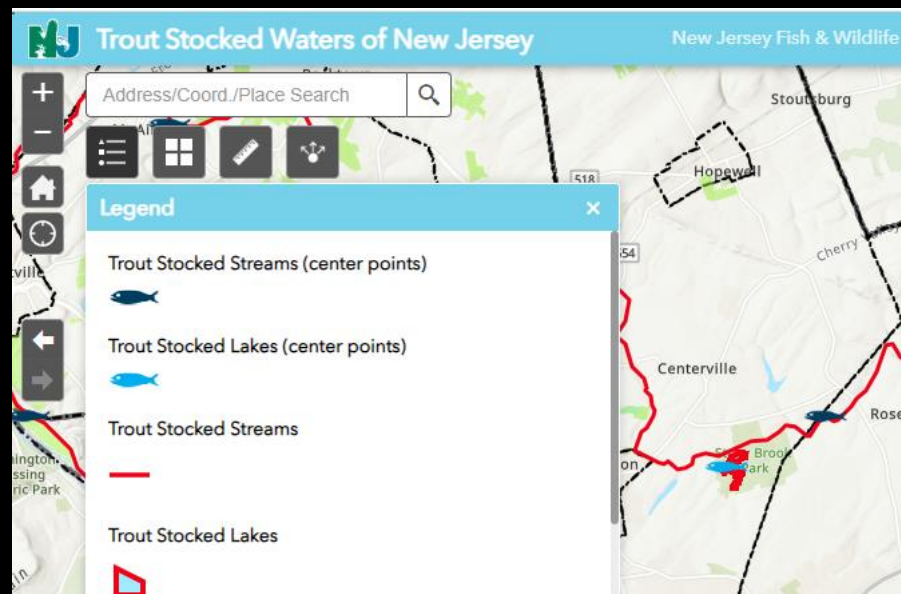 NJ Trout Stocked Waters of New Jersey New Jersey Fish & Wildlife
+
Address/Coord./Place Search
−
Stoutsburg
Hopewell
518
Legend ×
Cherry Valley
Trout Stocked Streams (center points)
Trout Stocked Lakes (center points)
Centerville
Trout Stocked Streams
Park
Trout Stocked Lakes